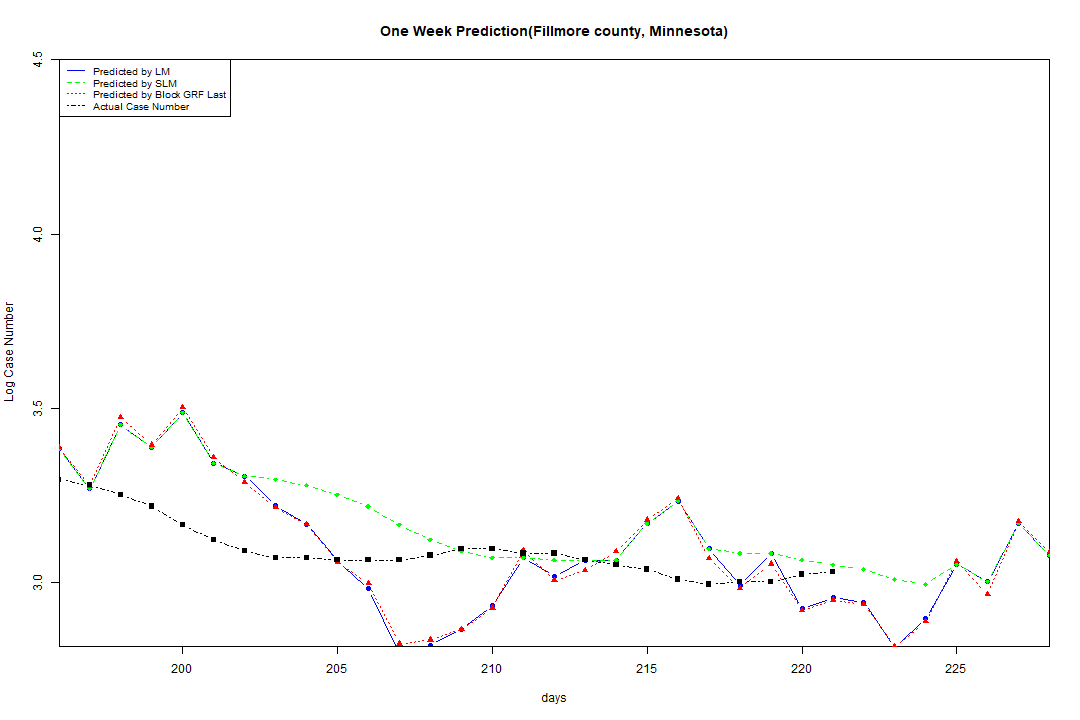 One Week Prediction(Fillmore county, Minnesota)
Predicted by LM
Predicted by SLM
Predicted by Block GRF Last
Actual Case Number
4.5
4.0
3.5
3.0
Log Case Number
200 205 210 215 220 225
days